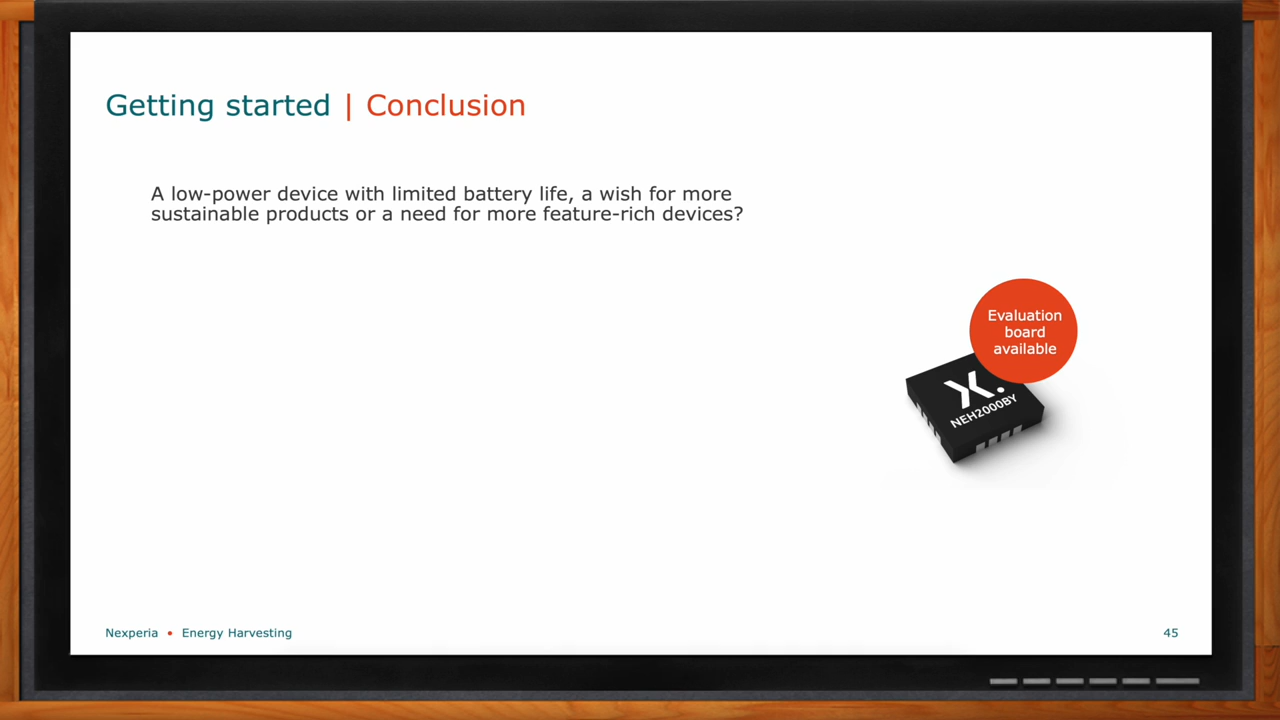 Getting started | Conclusion
A low-power device with limited battery life, a wish for more
sustainable products or a need for more feature-rich devices?
Evaluation
board
available
NEH2000BY
Nexperia • Energy Harvesting
45